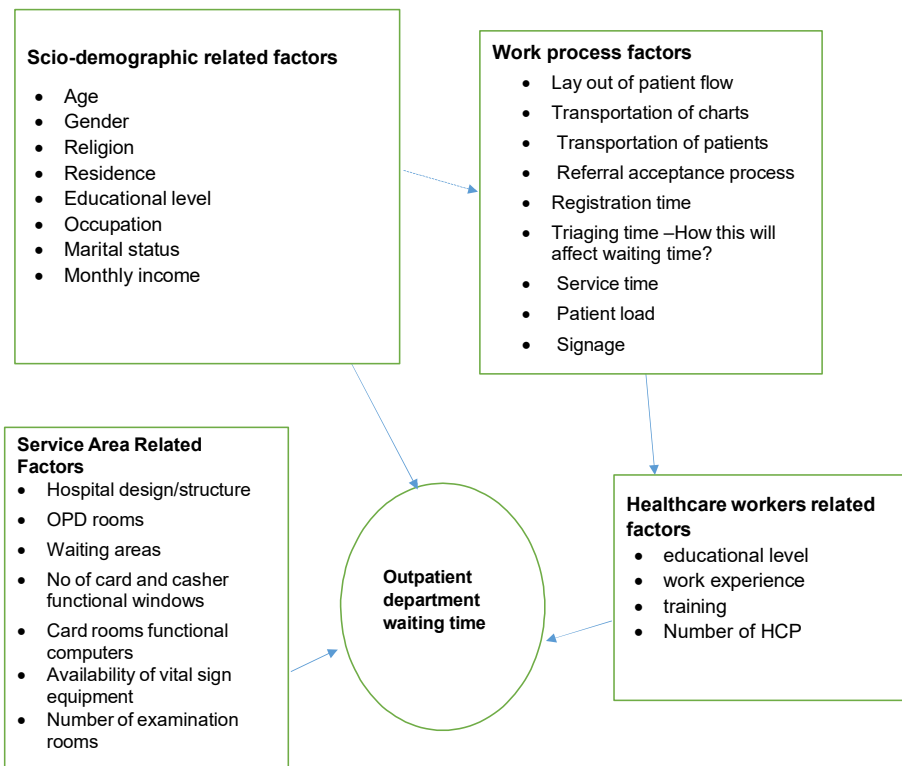 Scio-demographic related factors
• Age
• Gender
• Religion
• Residence
• Educational level
• Occupation
• Marital status
• Monthly income
Work process factors
• Lay out of patient flow
• Transportation of charts
• Transportation of patients
• Referral acceptance process
• Registration time
• Triaging time –How this will
affect waiting time?
• Service time
• Patient load
• Signage
Service Area Related
Factors
• Hospital design/structure
• OPD rooms
• Waiting areas
• No of card and casher
functional windows
• Card rooms functional
computers
• Availability of vital sign
equipment
• Number of examination
rooms
Outpatient
department
waiting time
Healthcare workers related
factors
• educational level
• work experience
• training
• Number of HCP